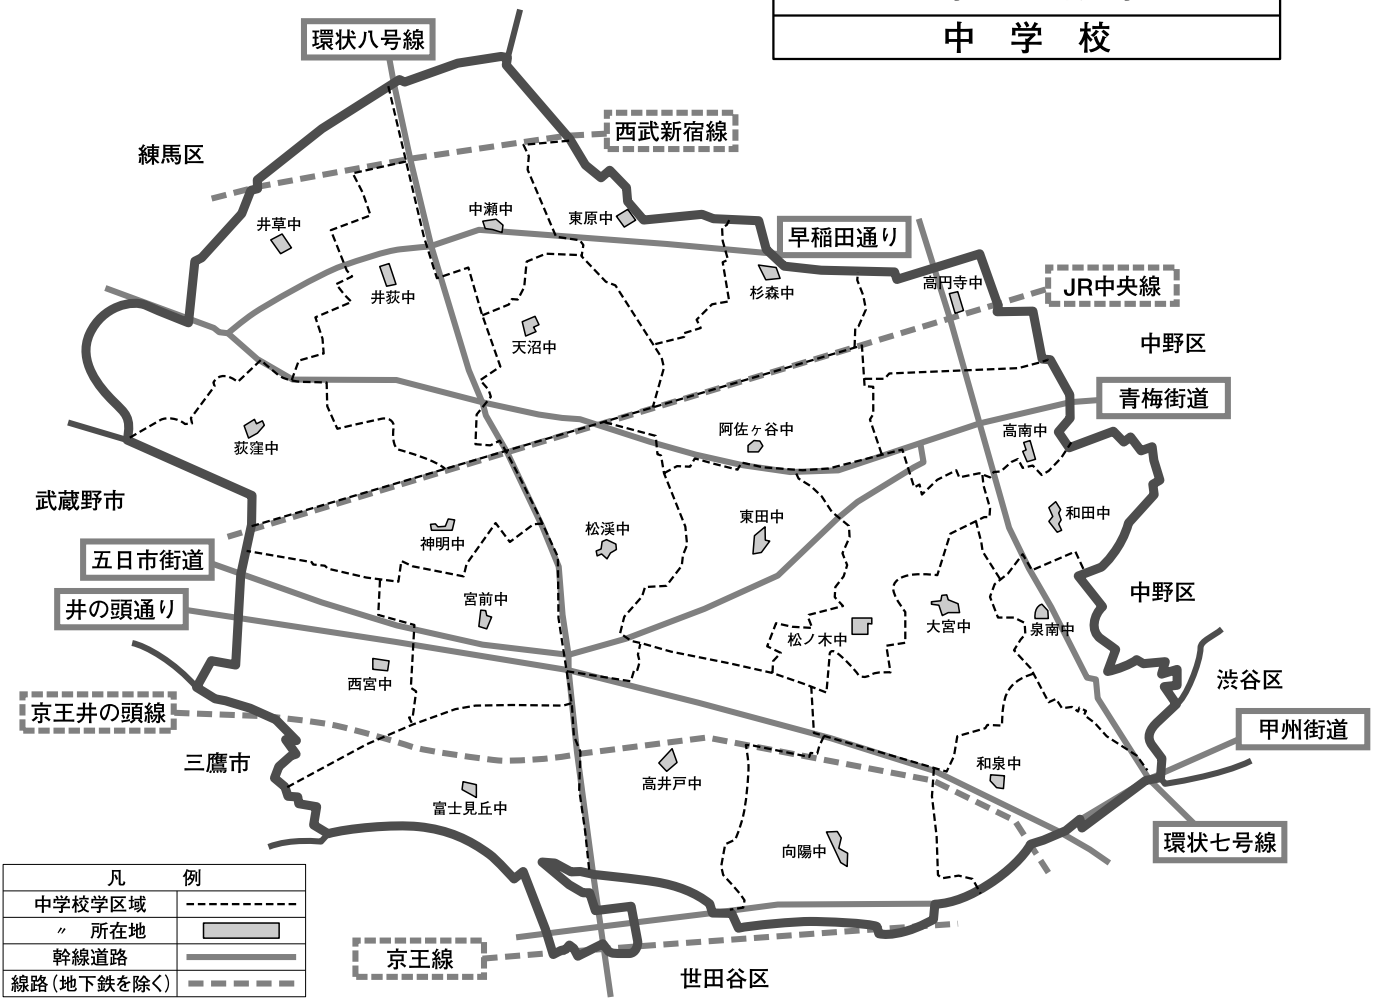 中 学 校
環状八号線
西武新宿線
練馬区
井草中
中瀬中
東原中
早稲田通り
井荻中
杉森中
高円寺中
JR中央線
天沼中
中野区
青梅街道
荻窪中
阿佐ヶ谷中
高南中
武蔵野市
神明中
松渓中
東田中
和田中
五日市街道
中野区
井の頭通り
宮前中
松ノ木中
大宮中
泉南中
西宮中
渋谷区
京王井の頭線
甲州街道
三鷹市
高井戸中
和泉中
富士見丘中
向陽中
環状七号線
凡 例
中学校学区域
〃 所在地
幹線道路
線路(地下鉄を除く)
京王線
世田谷区